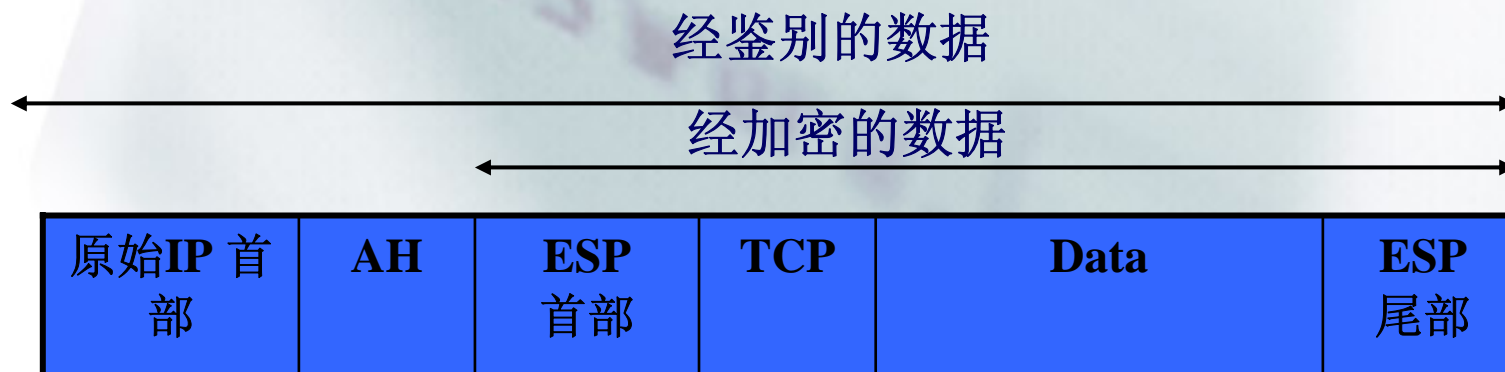 经鉴别的数据
经加密的数据
原始IP 首部
AH
ESP
首部
TCP
Data
ESP
尾部